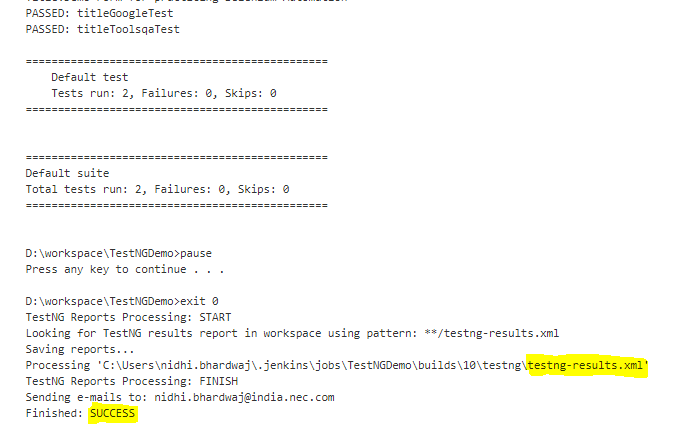 PASSED: titleGoogleTest
PASSED: titleToolsqaTest
===============================================
Default test
Tests run: 2, Failures: 0, Skips: 0
===============================================
===============================================
Default suite
Total tests run: 2, Failures: 0, Skips: 0
===============================================
D:\workspace\TestNGDemo>pause
Press any key to continue . . .
D:\workspace\TestNGDemo>exit 0
TestNG Reports Processing: START
Looking for TestNG results report in workspace using pattern: **/testng-results.xml
Saving reports...
Processing 'C:\Users\nidhi.bhardwaj\.jenkins\jobs\TestNGDemo\builds\10\testng\testng-results.xml'
TestNG Reports Processing: FINISH
Sending e-mails to: nidhi.bhardwaj@india.nec.com
Finished: SUCCESS